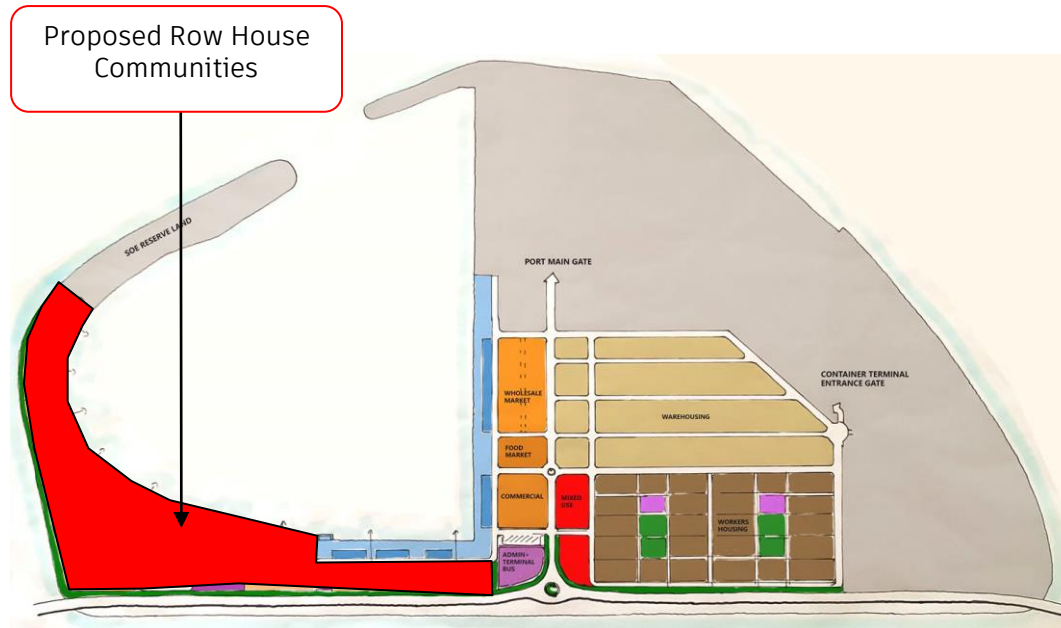 Proposed Row House
Communities
SOE RESERVE LAND
PORT MAIN GATE
CONTAINER TERMINAL
ENTRANCE GATE
WHOLESALE
MARKET
WAREHOUSING
FOOD
MARKET
COMMERCIAL
MIXED
USE
WORKERS
HOUSING
ADMIN+
TERMINAL
BUS